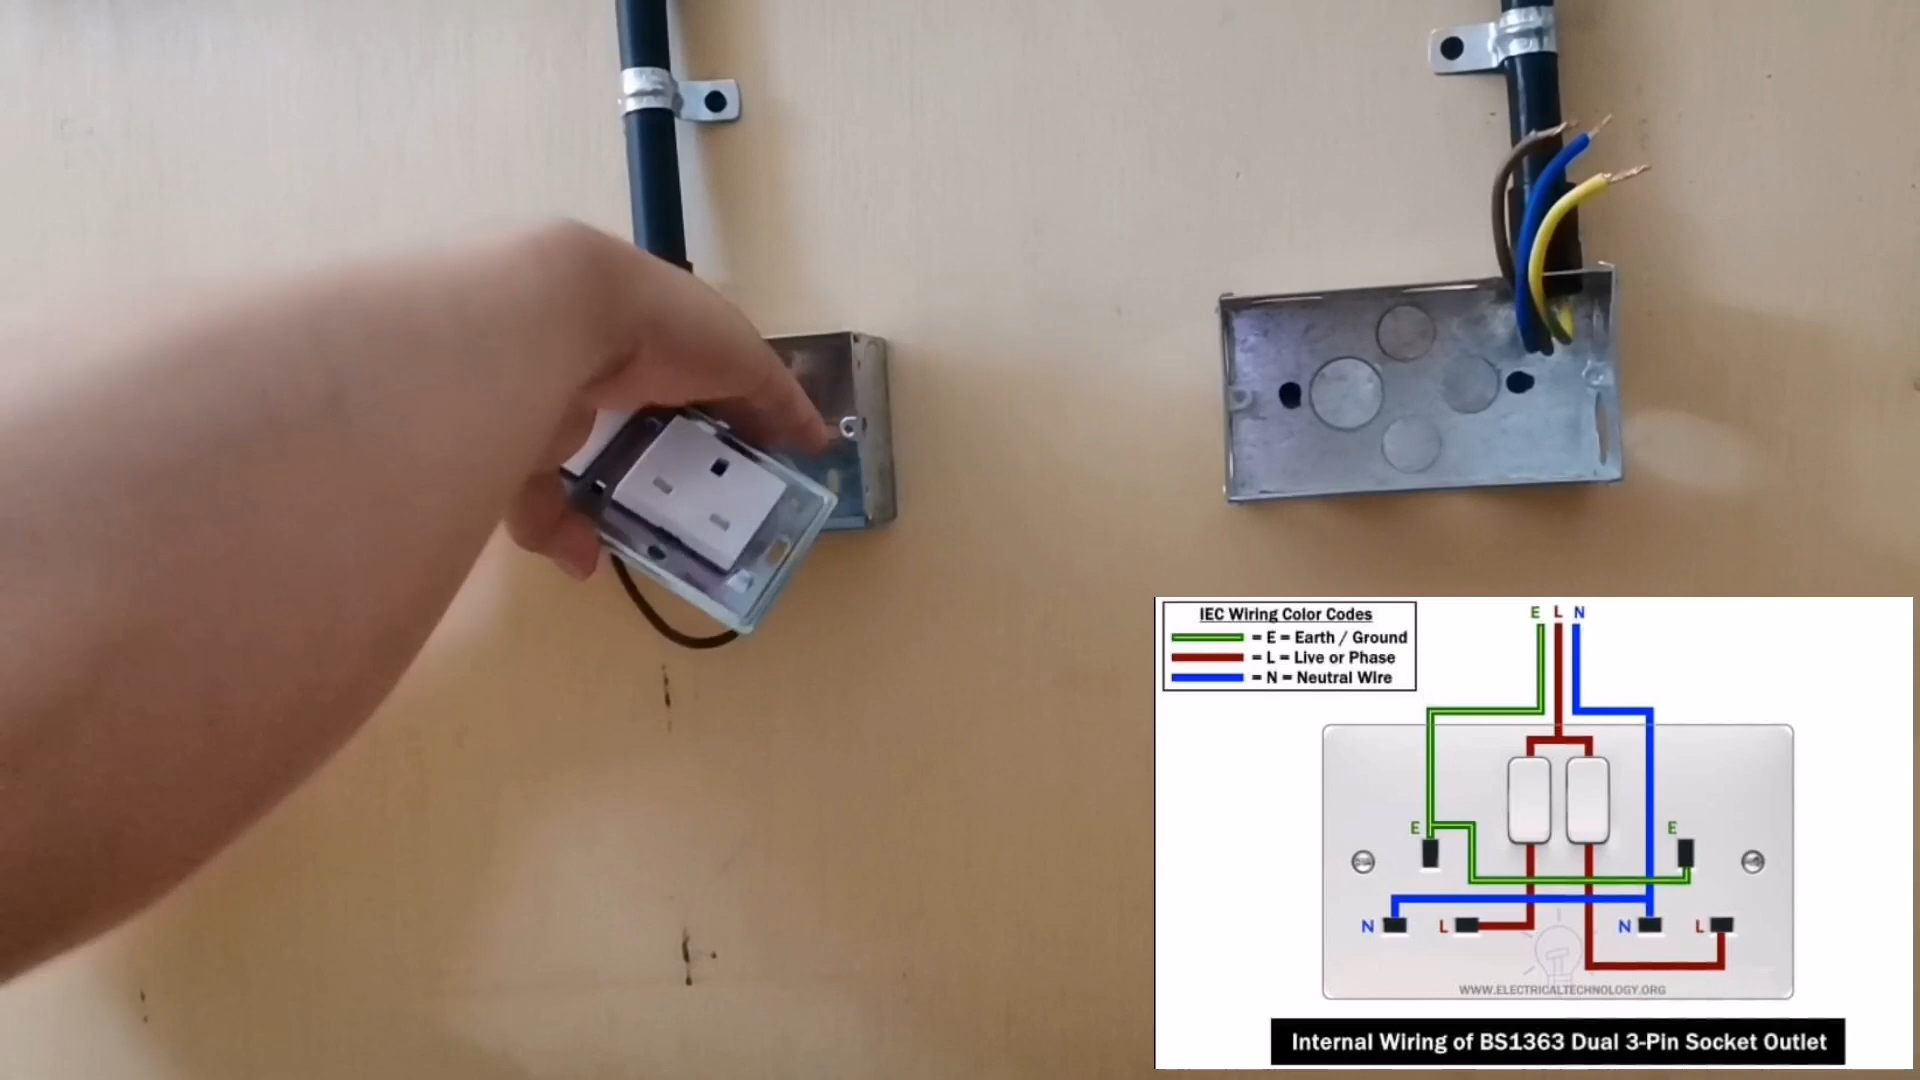 IEC Wiring Color Codes
= E = Earth / Ground
= L = Live or Phase
= N = Neutral Wire
E L N
E
E
N
L
N
L
WWW.ELECTRICALTECHNOLOGY.ORG
Internal Wiring of BS1363 Dual 3-Pin Socket Outlet